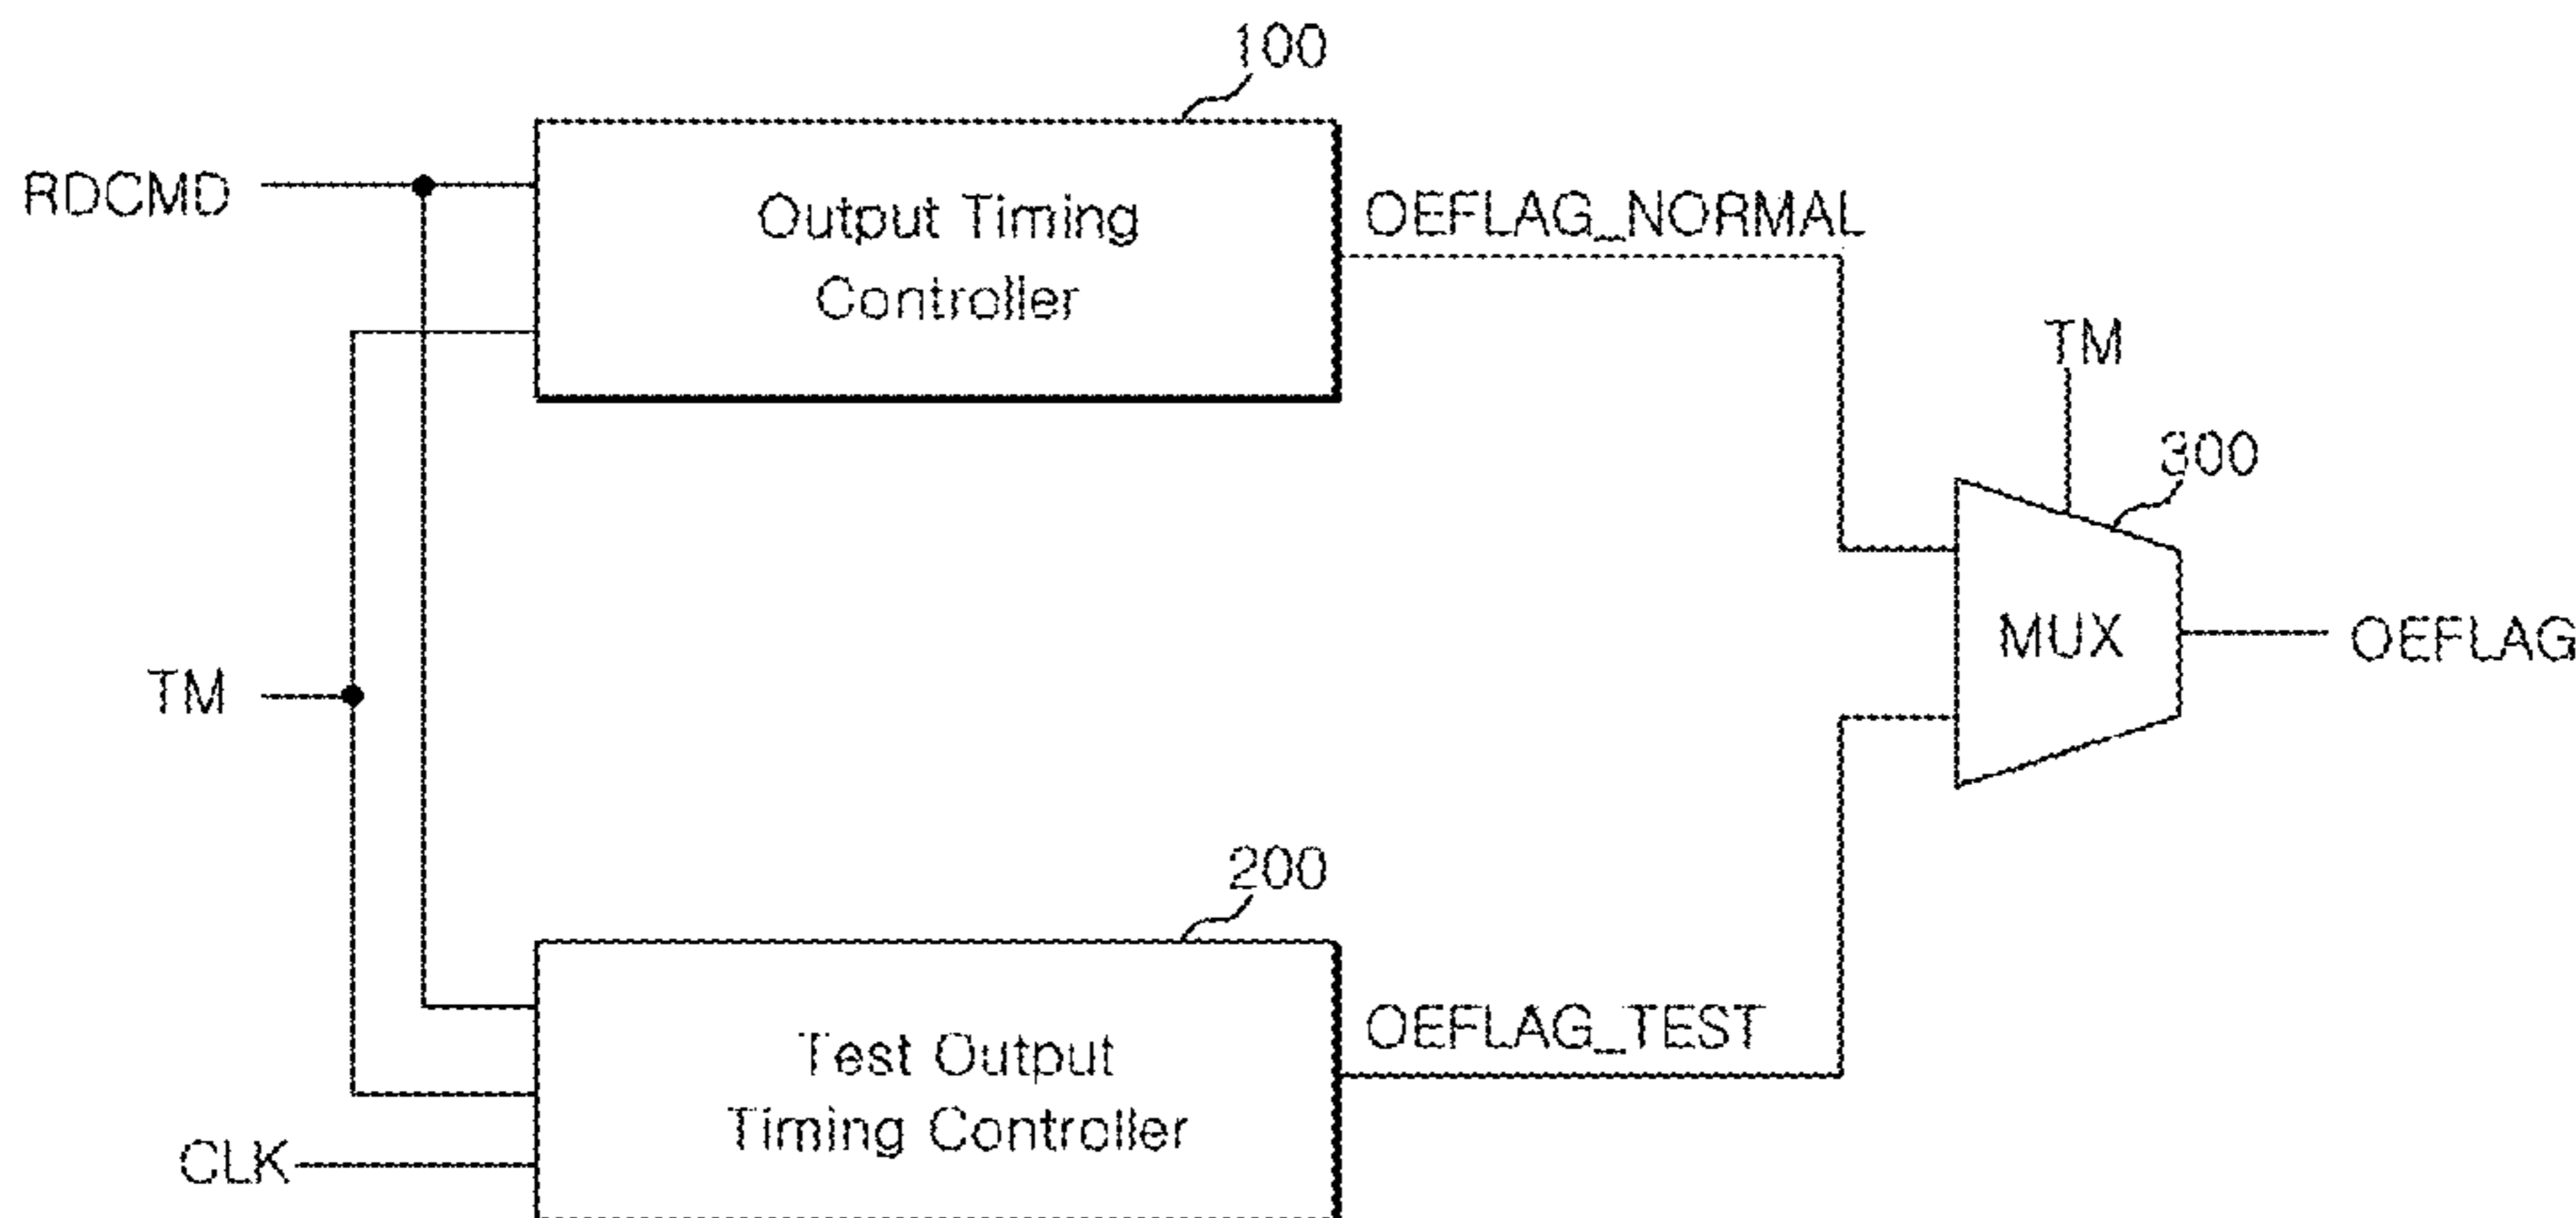 100
RDCMD
Output Timing
Controller
OEFLAG_NORMAL
TM
300
MUX
OEFLAG
TM
200
Test Output
Timing Controller
OEFLAG_TEST
CLK